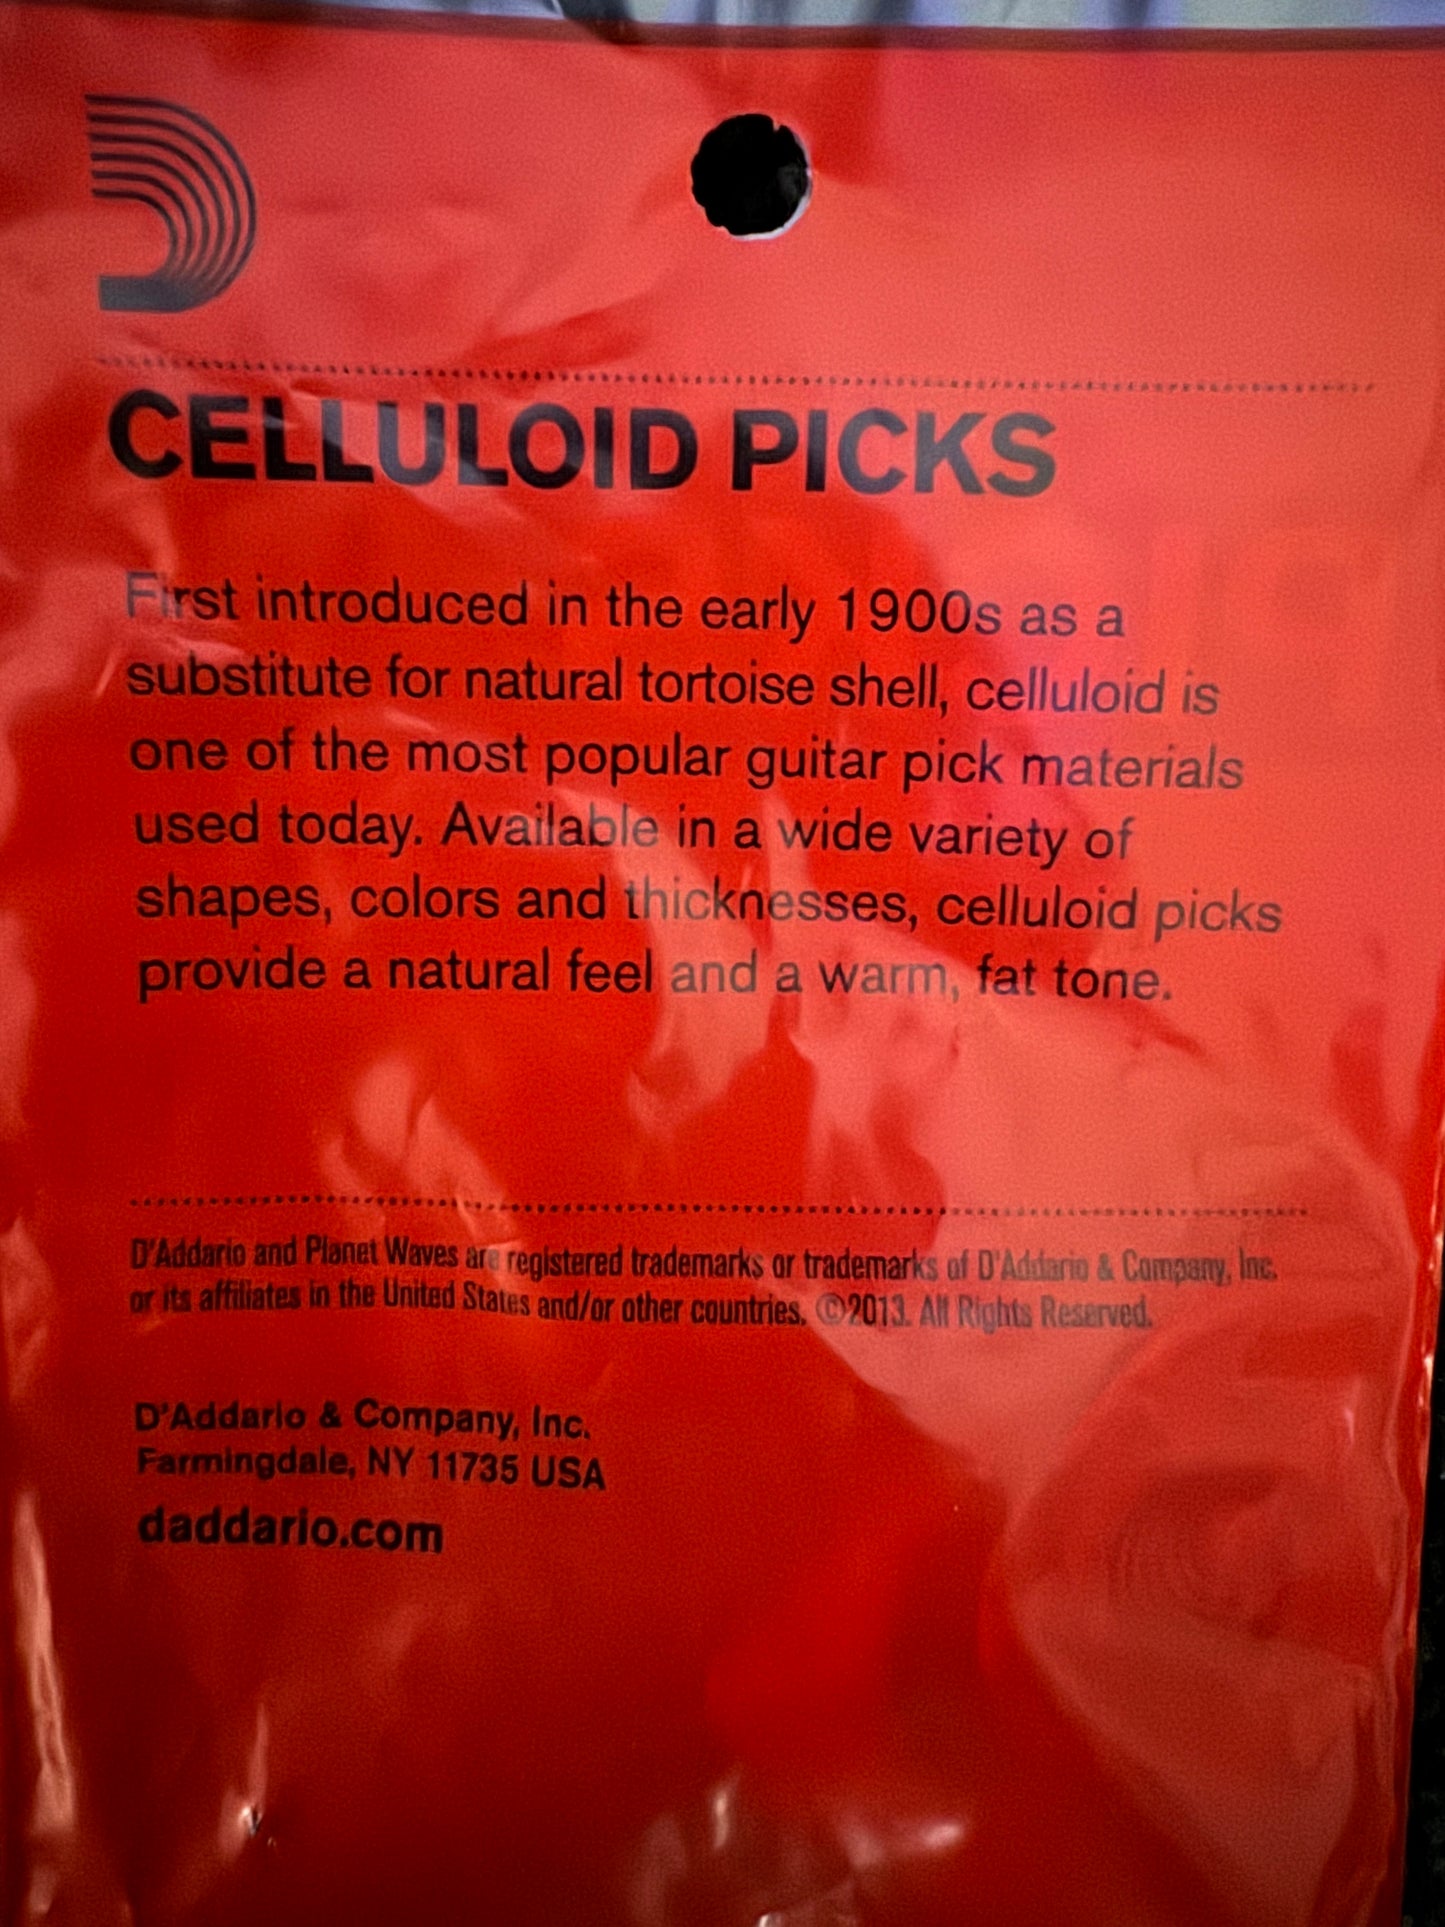 CELLULOID PICKS
First introduced in the early 1900s as a
substitute for natural tortoise shell, celluloid is
one of the most popular guitar pick materials
used today. Available in a wide variety of
shapes, colors and thicknesses, celluloid picks
provide a natural feel and a warm, fat tone.
D'Addario and Planet Waves are registered trademarks or trademarks of D'Addario & Company, Inc.
or its affiliates in the United States and/or other countries. ©2013. All Rights Reserved.
D'Addario & Company, Inc.
Farmingdale, NY 11735 USA
daddario.com